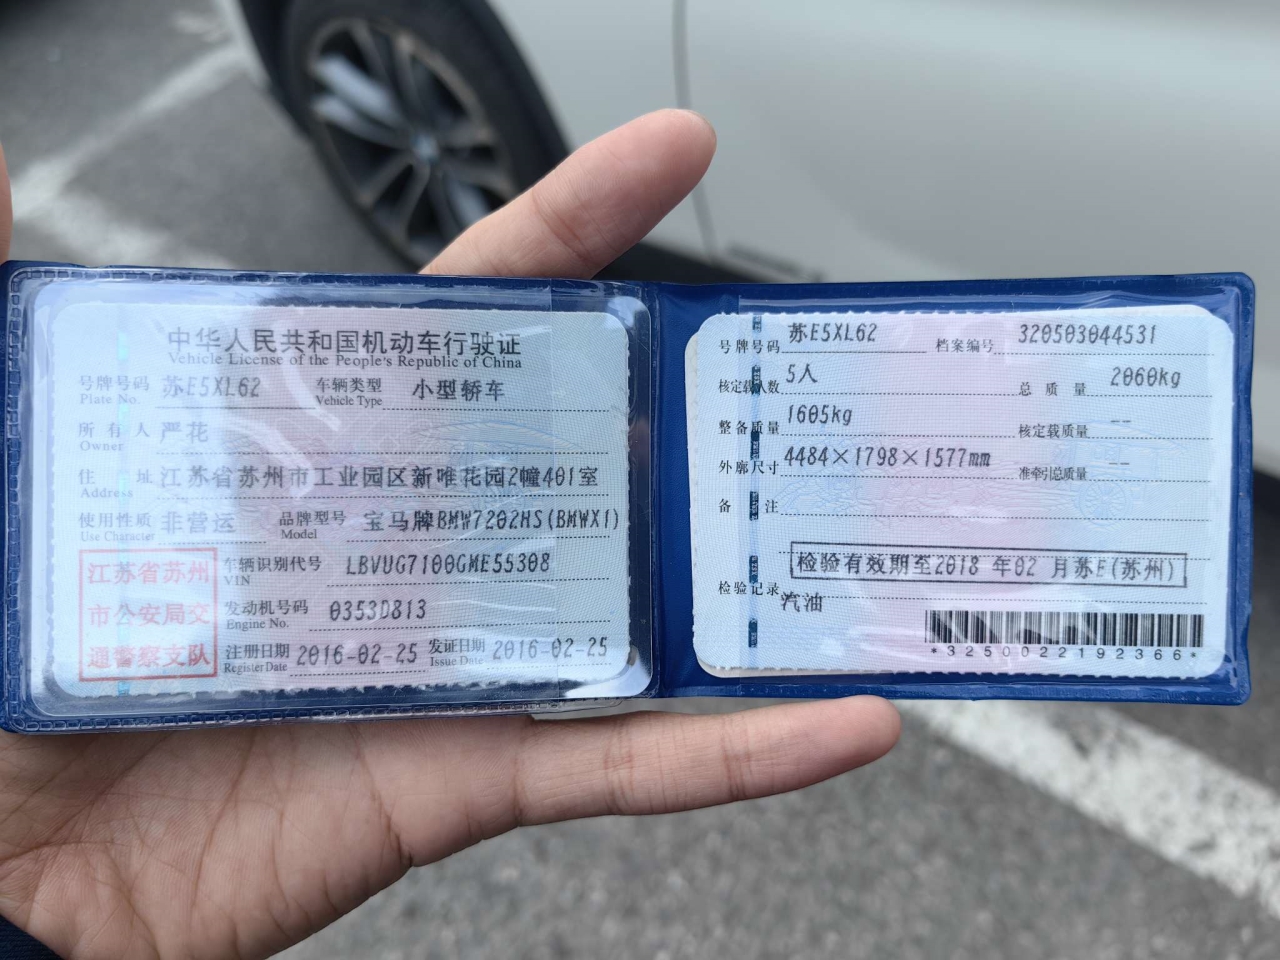 中华人民共和国机动车行驶证
Vehicle License of the People's Republic of China
号牌号码 苏E5XL62 车辆类型 小型轿车
Plate No. Vehicle Type
所有人 严花
Owner
住址 江苏省苏州市工业园区新唯花园2幢401室
Address
使用性质 非营运 品牌型号 宝马牌BMW7202HS(BMWX1)
Use Character Model
江苏省苏州
市公安局交
通警察支队
车辆识别代号 LBVUG7100GME55308
VIN
发动机号码 0353D813
Engine No.
注册日期 2016-02-25 发证日期 2016-02-25
Register Date Issue Date
号牌号码 苏E5XL62 档案编号 320503044531
核定载人数 5人 总质量 2060kg
整备质量 1605kg 核定载质量 --
外廓尺寸 4484×1798×1577mm 准牵引总质量 --
备注
检验有效期至2018 年02 月苏E(苏州)
检验记录
汽油
*3250022192366*